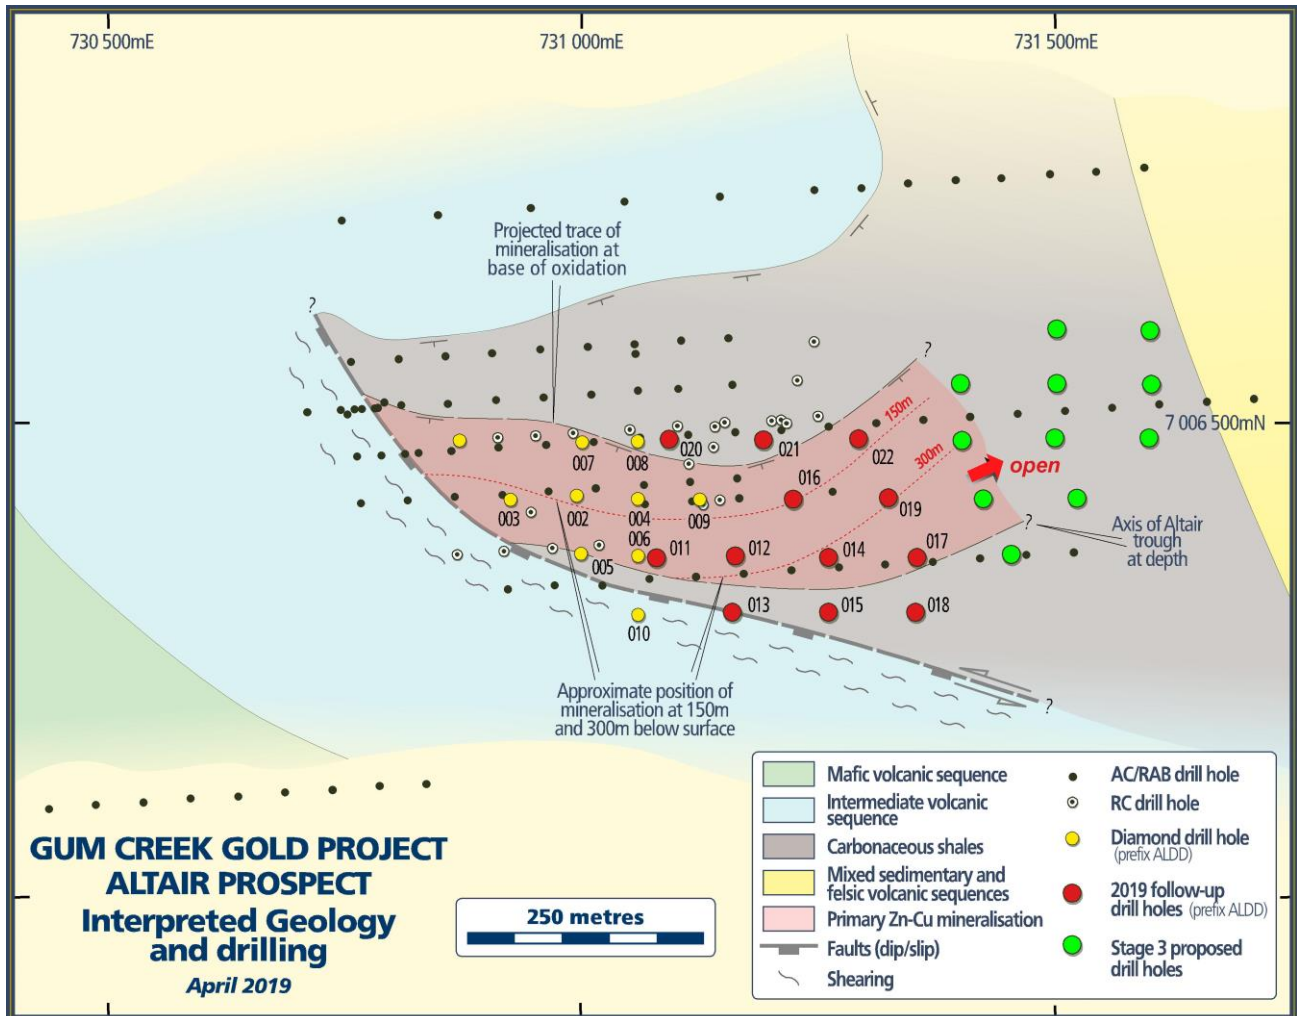 730 500mE
731 000mE
731 500mE
Projected trace of
mineralisation at
base of oxidation
?
?
150m
7 006 500mN
020
021
022
007
008
300m
open
016
003
002
004
009
019
?
Axis of Altair
trough
at depth
006
005
011
012
014
017
010
013
015
018
Approximate position of
mineralisation at 150m
and 300m below surface
?
Mafic volcanic sequence
Intermediate volcanic
sequence
Carbonaceous shales
Mixed sedimentary and
felsic volcanic sequences
Primary Zn-Cu mineralisation
Faults (dip/slip)
Shearing
AC/RAB drill hole
RC drill hole
Diamond drill hole
(prefix ALDD)
2019 follow-up
drill holes (prefix ALDD)
Stage 3 proposed
drill holes
GUM CREEK GOLD PROJECT
ALTAIR PROSPECT
Interpreted Geology
and drilling
April 2019
250 metres